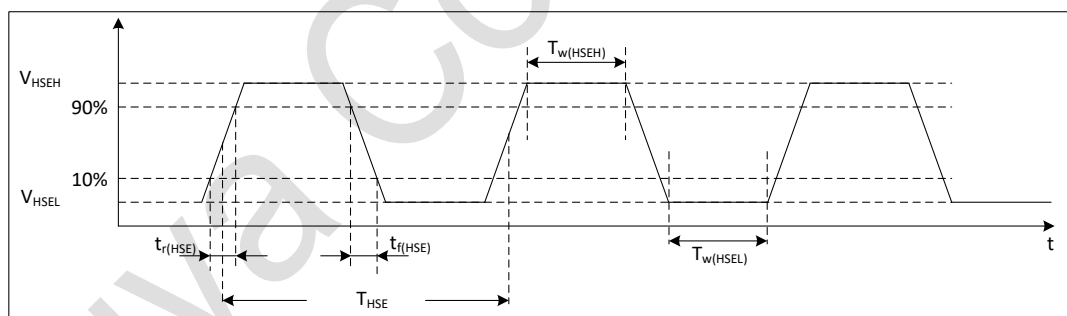 T_w(HSEH)
V_HSEH
90%
10%
V_HSEL
t_r(HSE)
t_f(HSE)
T_w(HSEL)
t
T_HSE